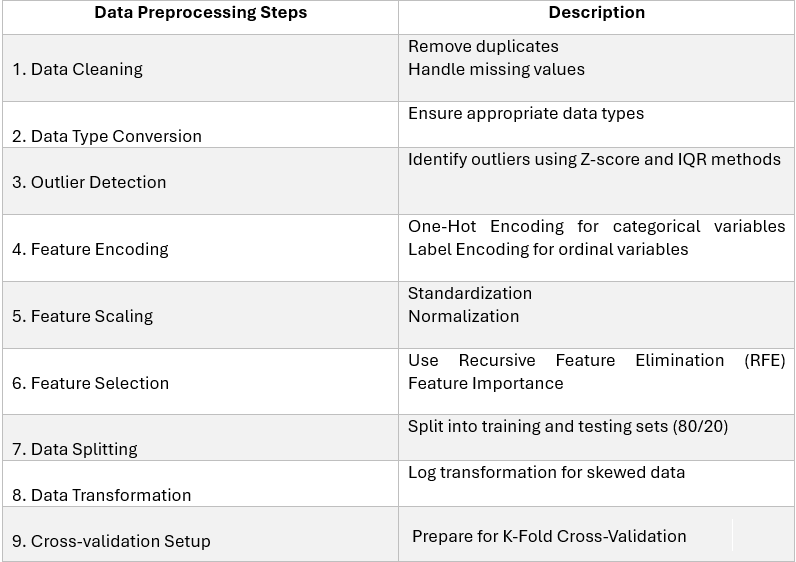 Data Preprocessing Steps
Description
1. Data Cleaning
Remove duplicates
Handle missing values
2. Data Type Conversion
Ensure appropriate data types
3. Outlier Detection
Identify outliers using Z-score and IQR methods
4. Feature Encoding
One-Hot Encoding for categorical variables
Label Encoding for ordinal variables
5. Feature Scaling
Standardization
Normalization
6. Feature Selection
Use Recursive Feature Elimination (RFE)
Feature Importance
7. Data Splitting
Split into training and testing sets (80/20)
8. Data Transformation
Log transformation for skewed data
9. Cross-validation Setup
Prepare for K-Fold Cross-Validation